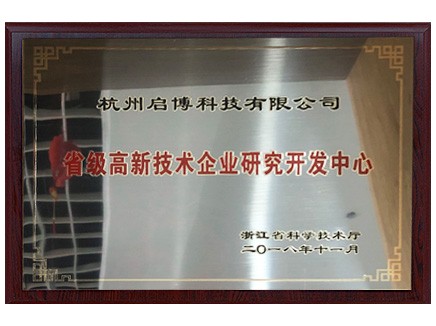 杭州启博科技有限公司
省级高新技术企业研究开发中心
浙江省科学技术厅
二〇一八年十一月